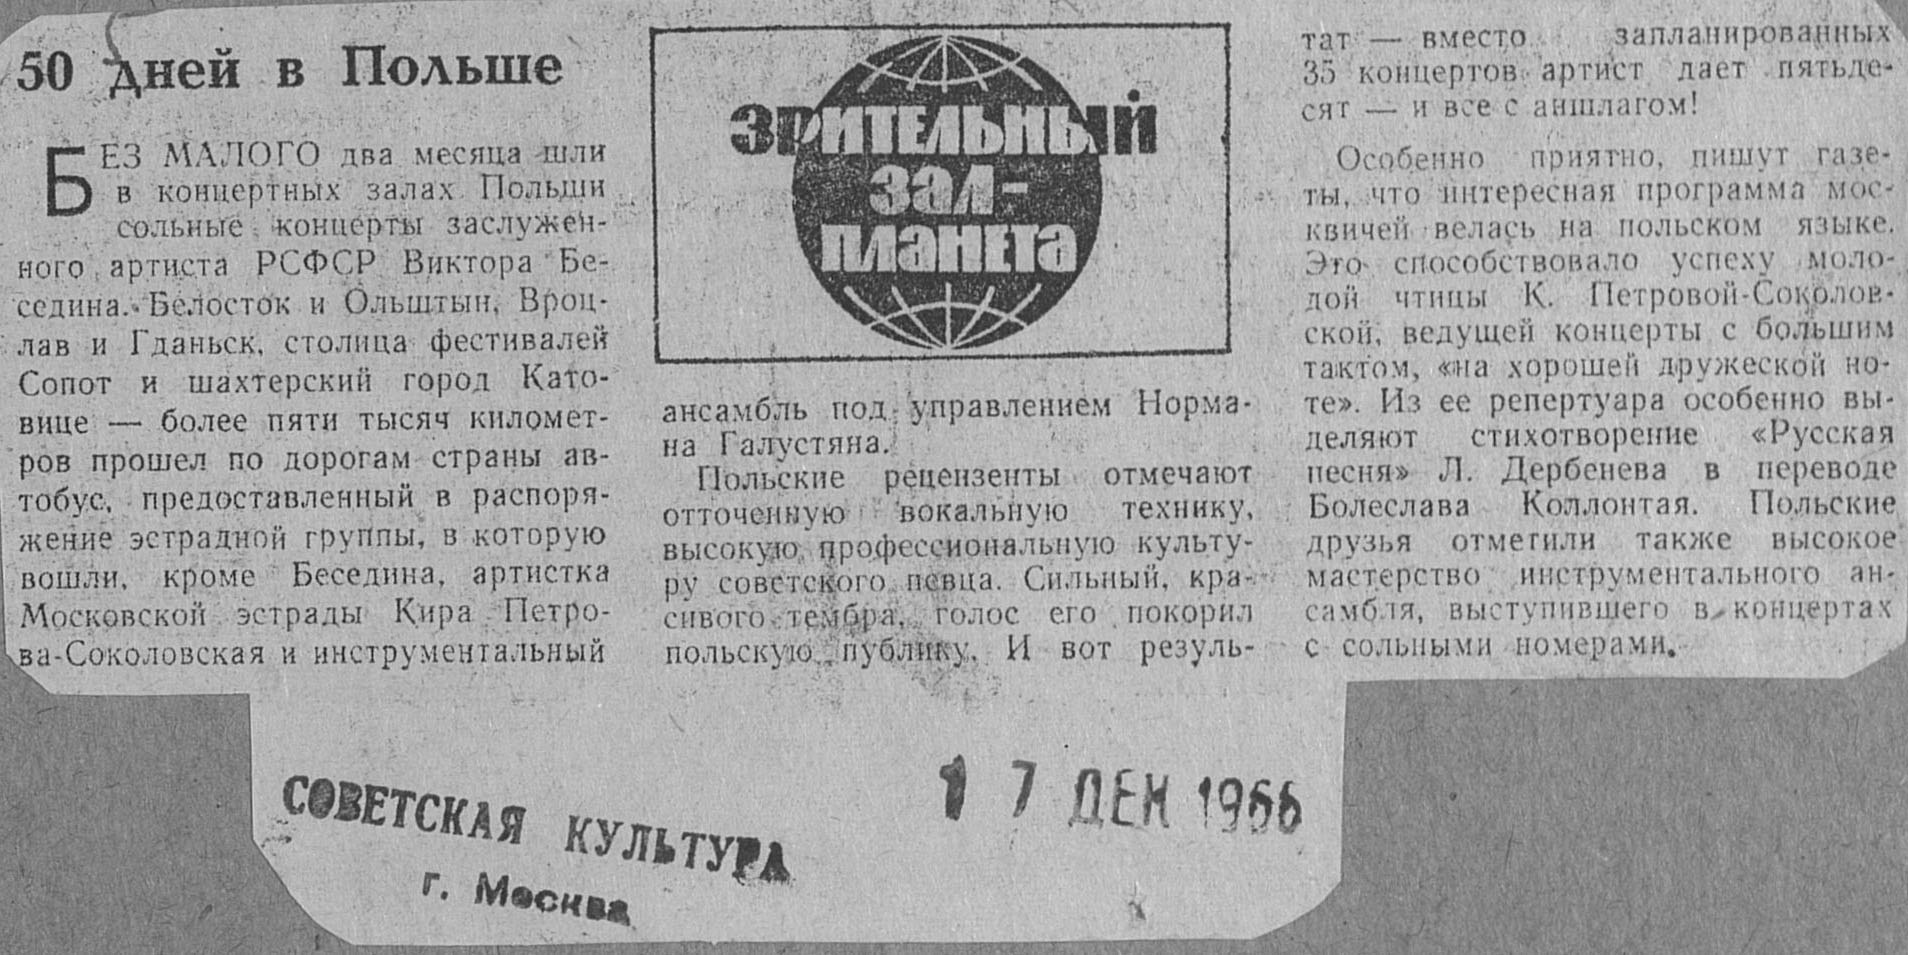 50 дней в Польше
БЕЗ МАЛОГО два месяца шли
в концертных залах Польши
сольные концерты заслужен-
ного артиста РСФСР Виктора Бе-
седина. Белосток и Ольштын, Вроц-
лав и Гданьск, столица фестивалей
Сопот и шахтерский город Като-
вице — более пяти тысяч километ-
ров прошел по дорогам страны ав-
тобус, предоставленный в распоря-
жение эстрадной группы, в которую
вошли, кроме Беседина, артистка
Московской эстрады Кира Петро-
ва-Соколовская и инструментальный
ЗРИТЕЛЬНЫЙ
ЗАЛ-
ПЛАНЕТА
ансамбль под управлением Норма-
на Галустяна.
Польские рецензенты отмечают
отточенную вокальную технику,
высокую профессиональную культу-
ру советского певца. Сильный, кра-
сивого тембра, голос его покорил
польскую публику. И вот резуль-
тат — вместо запланированных
35 концертов артист дает пятьде-
сят — и все с аншлагом!
Особенно приятно, пишут газе-
ты, что интересная программа мос-
квичей велась на польском языке.
Это способствовало успеху моло-
дой чтицы К. Петровой-Соколов-
ской, ведущей концерты с большим
тактом, «на хорошей дружеской но-
те». Из ее репертуара особенно вы-
деляют стихотворение «Русская
песня» Л. Дербенева в переводе
Болеслава Коллонтая. Польские
друзья отметили также высокое
мастерство инструментального ан-
самбля, выступившего в концертах
с сольными номерами.
СОВЕТСКАЯ КУЛЬТУРА
г. Москва
17 ДЕК 1966